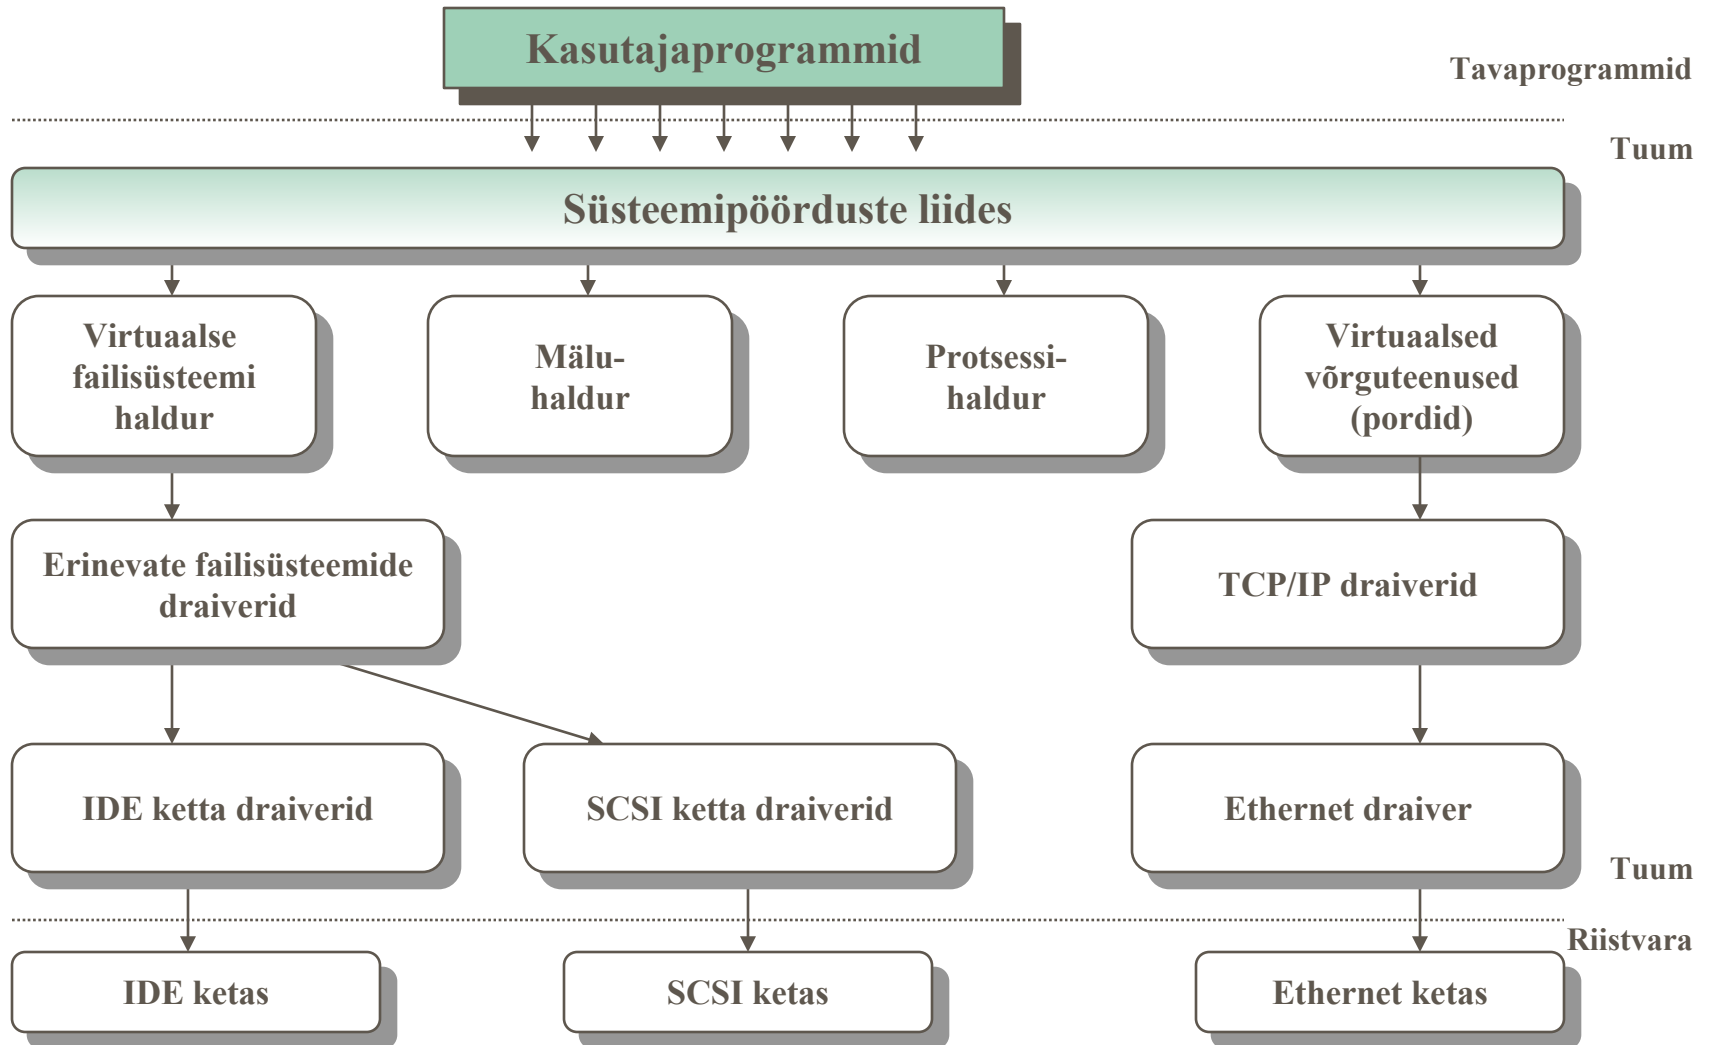 Kasutajaprogrammid
Tavaprogrammid
Tuum
Süsteemipöörduste liides
Virtuaalse
failisüsteemi
haldur
Mälu-
haldur
Protsessi-
haldur
Virtuaalsed
võrguteenused
(pordid)
Erinevate failisüsteemide
draiverid
TCP/IP draiverid
IDE ketta draiverid
SCSI ketta draiverid
Ethernet draiver
Tuum
Riistvara
IDE ketas
SCSI ketas
Ethernet ketas